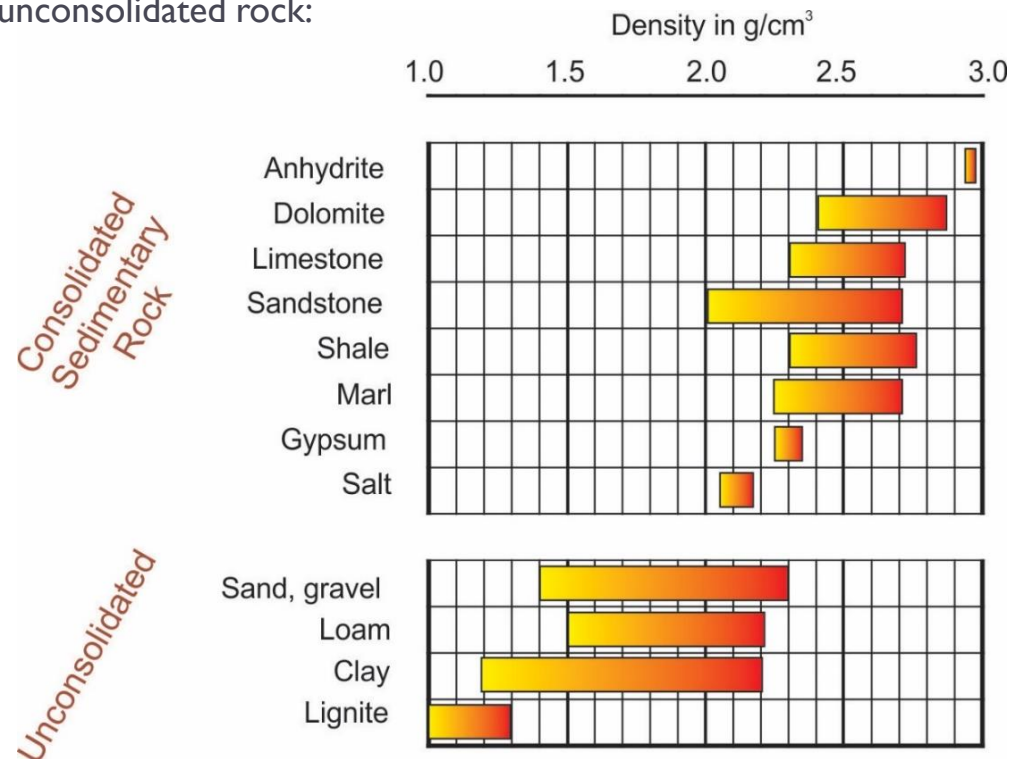 unconsolidated rock:
Density in g/cm³
1.0 1.5 2.0 2.5 3.0
Consolidated
Sedimentary
Rock
Anhydrite
Dolomite
Limestone
Sandstone
Shale
Marl
Gypsum
Salt
Unconsolidated
Sand, gravel
Loam
Clay
Lignite